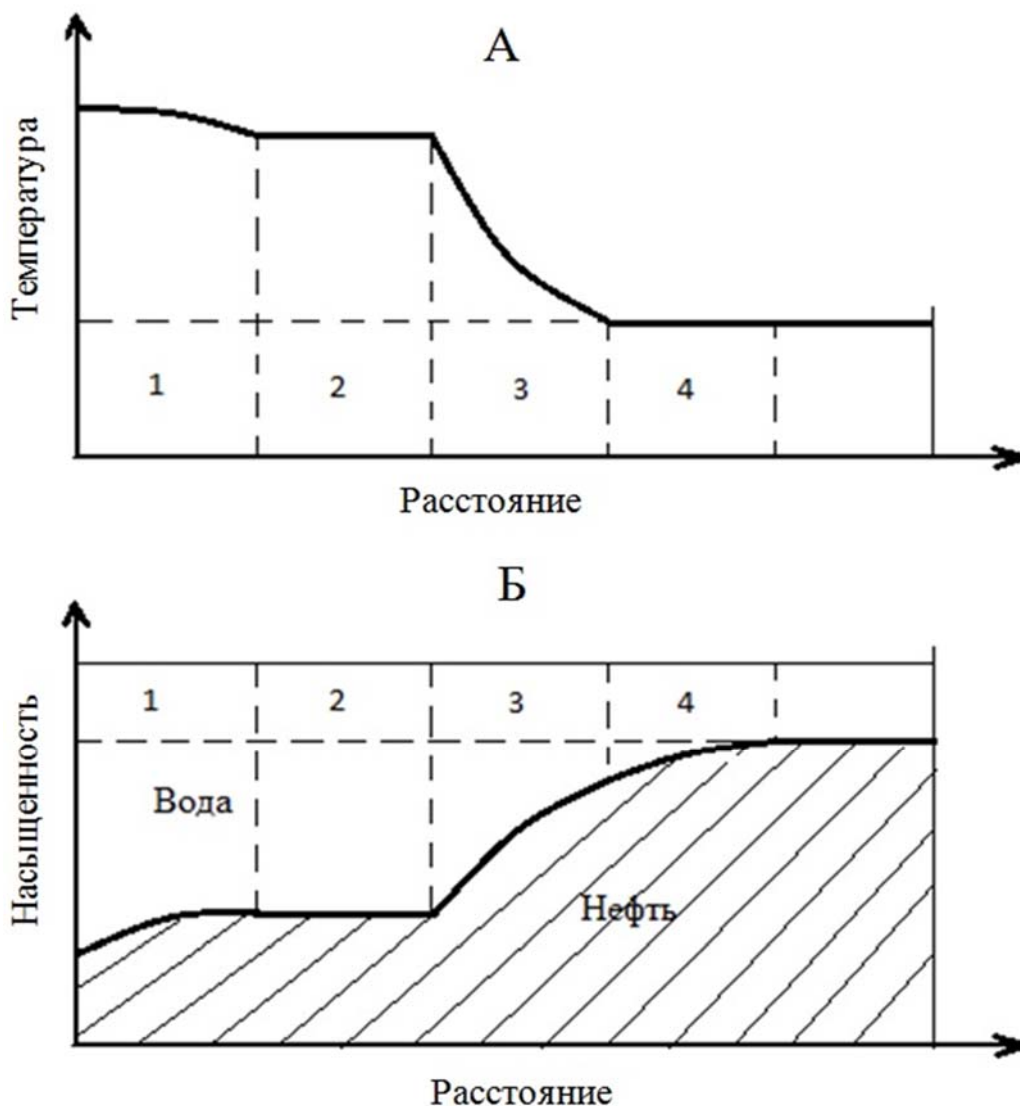 А
Температура
1 2 3 4
Расстояние
Б
Насыщенность
1 2 3 4
Вода
Нефть
Расстояние